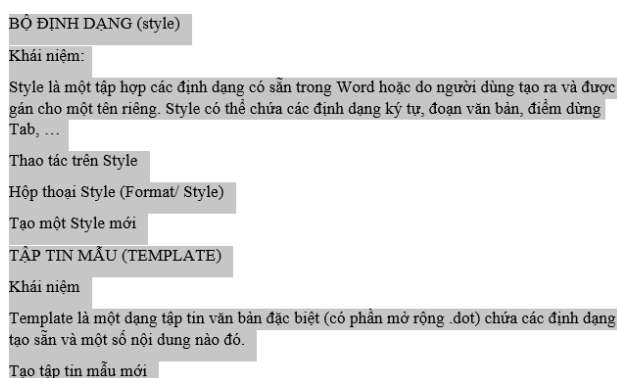 BỘ ĐỊNH DẠNG (style)
Khái niệm:
Style là một tập hợp các định dạng có sẵn trong Word hoặc do người dùng tạo ra và được
gán cho một tên riêng. Style có thể chứa các định dạng ký tự, đoạn văn bản, điểm dừng
Tab, …
Thao tác trên Style
Hộp thoại Style (Format/ Style)
Tạo một Style mới
TẬP TIN MẪU (TEMPLATE)
Khái niệm
Template là một dạng tập tin văn bản đặc biệt (có phần mở rộng .dot) chứa các định dạng
tạo sẵn và một số nội dung nào đó.
Tạo tập tin mẫu mới